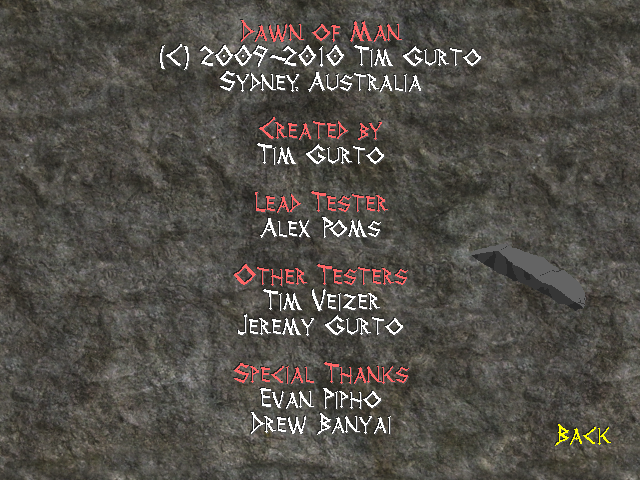 Dawn of Man
(C) 2009-2010 Tim Gurto
Sydney, Australia
Created by
Tim Gurto
Lead Tester
Alex Poms
Other Testers
Tim Veizer
Jeremy Gurto
Special Thanks
Evan Pipho
Drew Banyai
Back